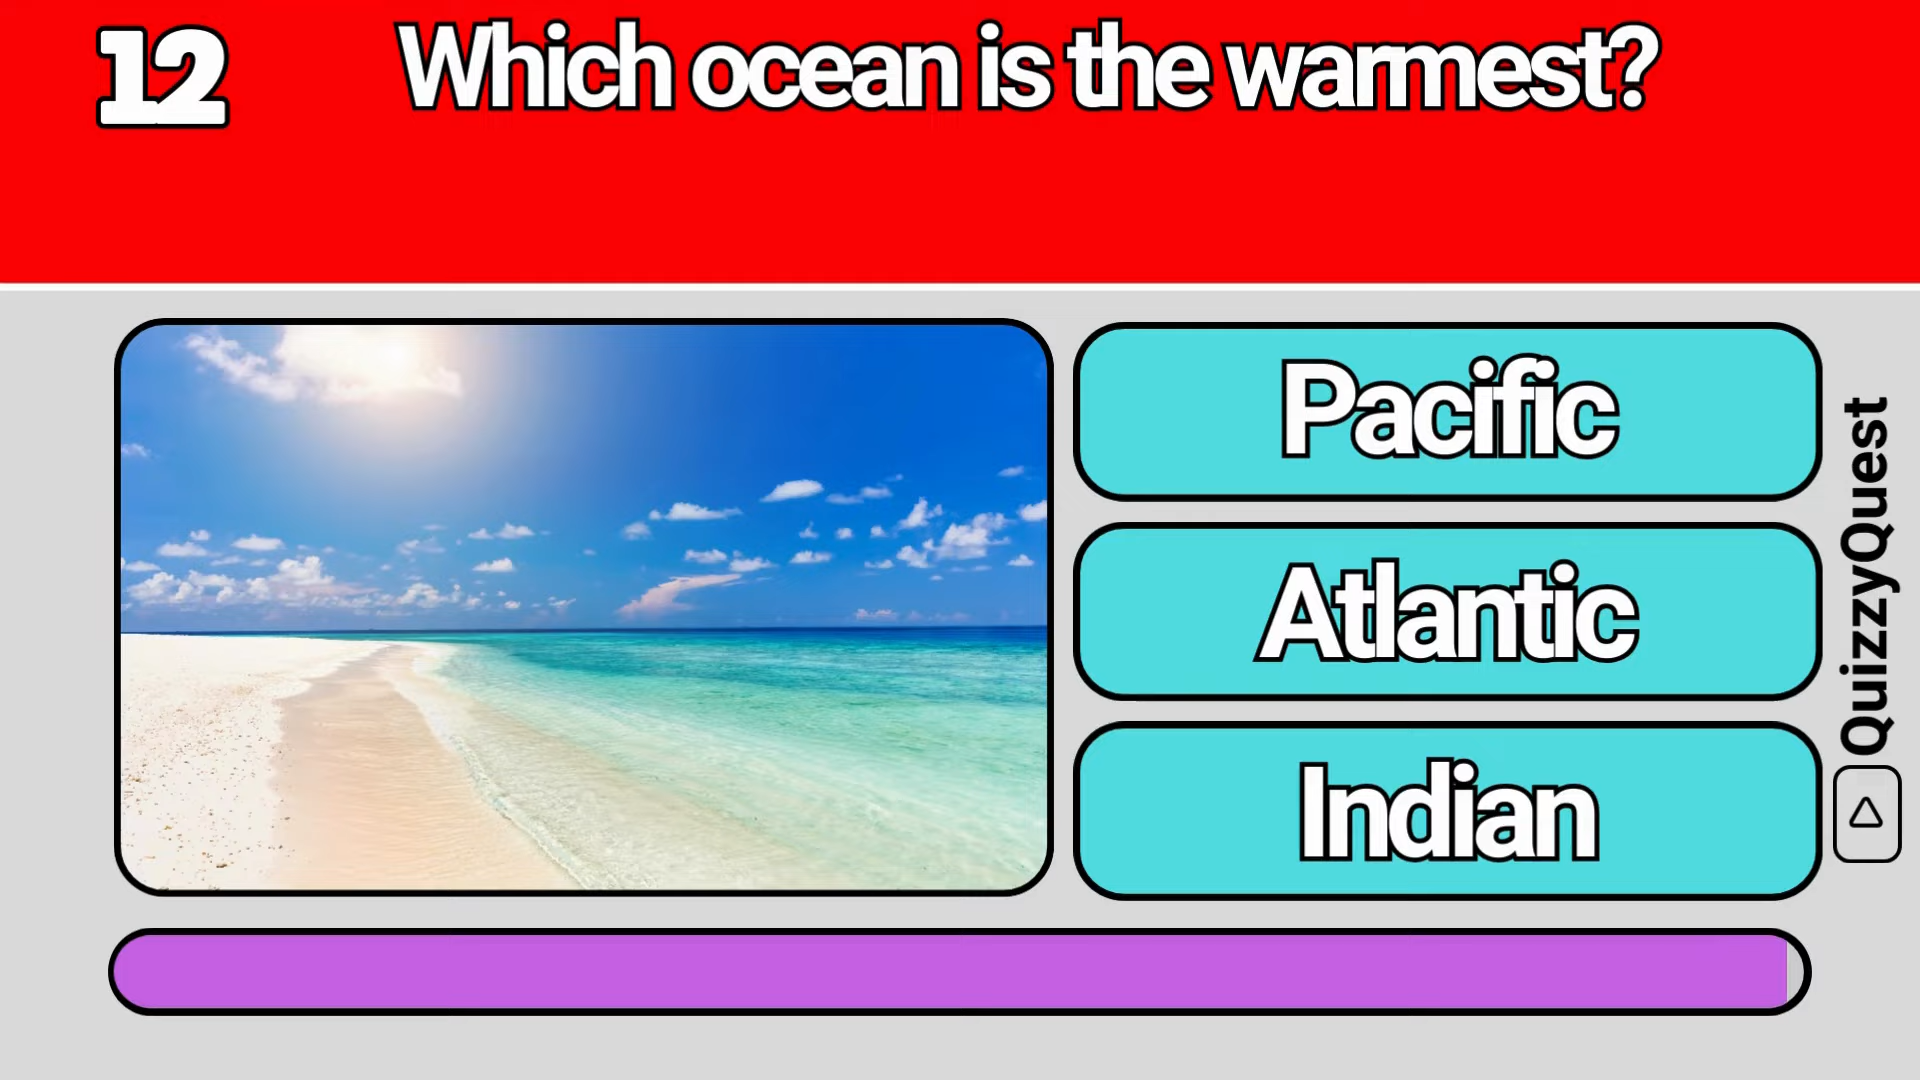 12
Which ocean is the warmest?
Pacific
Atlantic
Indian
QuizzyQuest